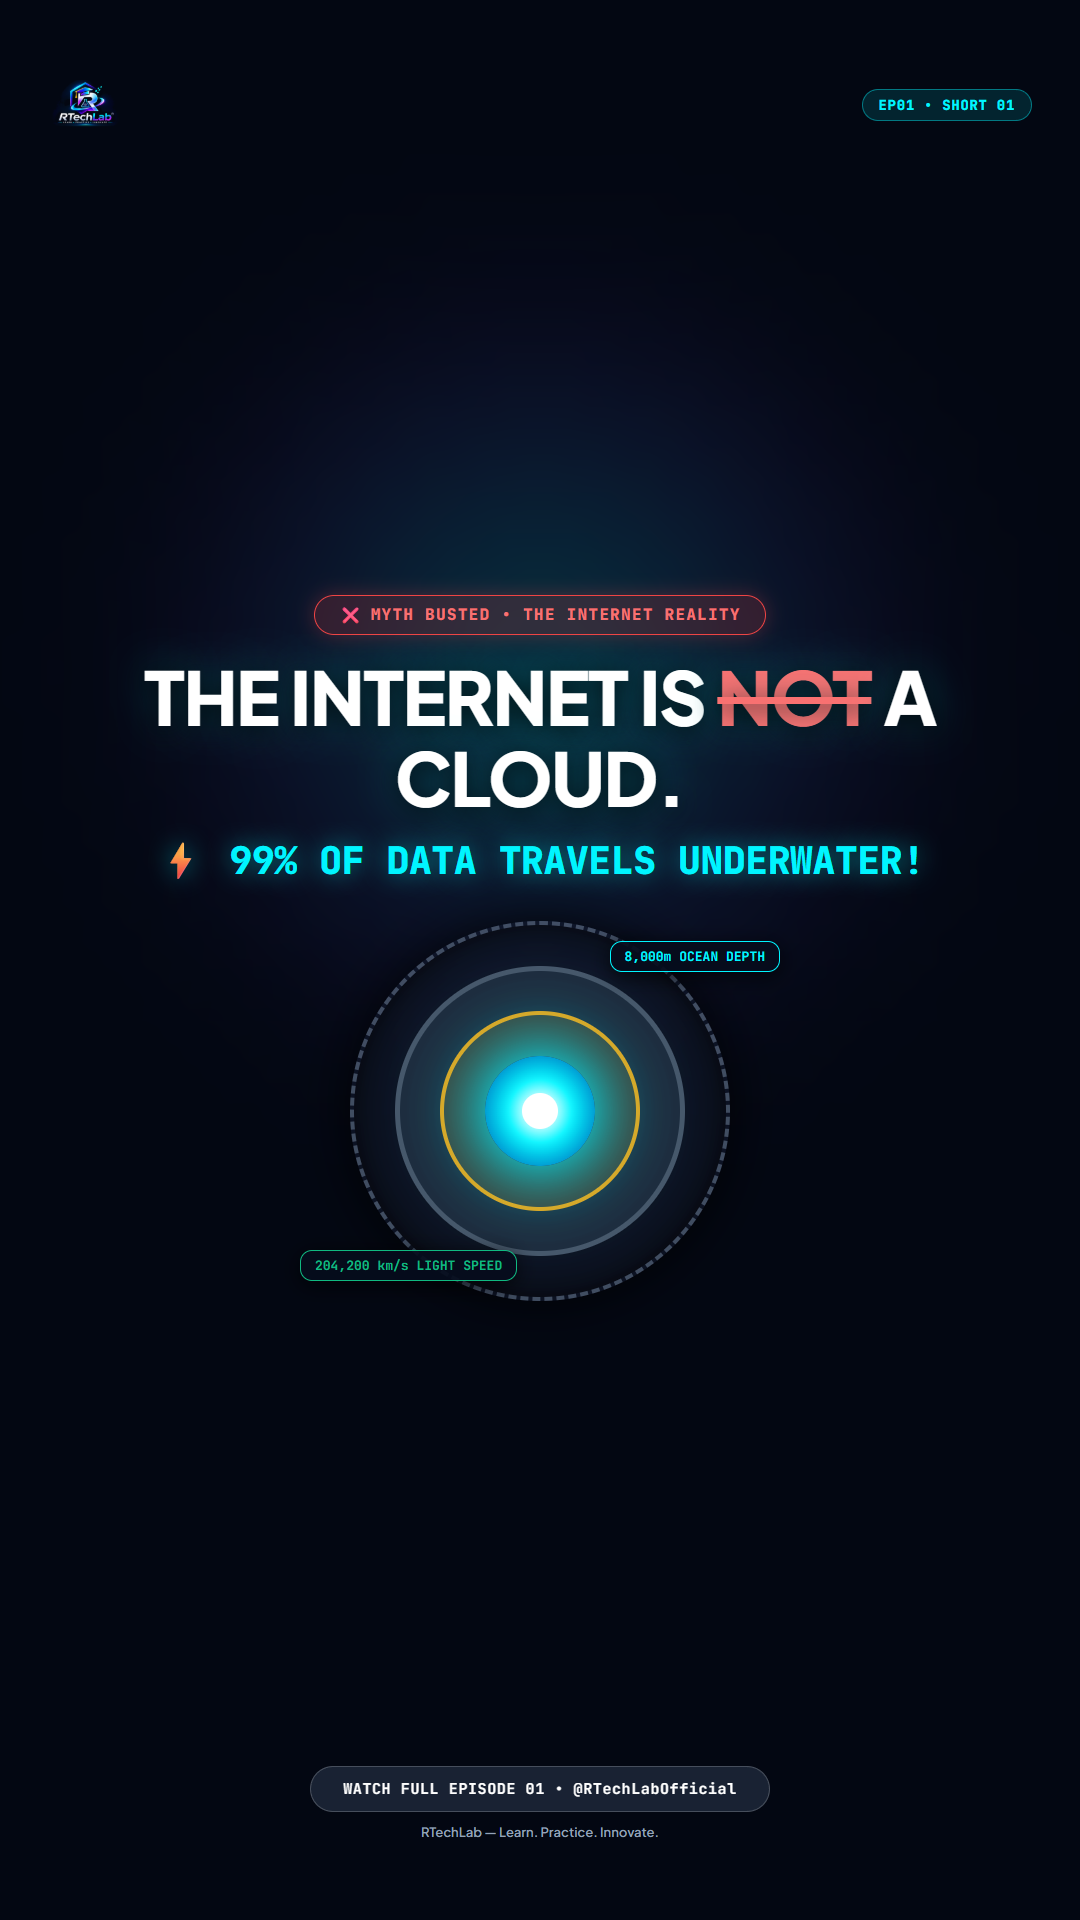 RTechLab
EP01 • SHORT 01
❌ MYTH BUSTED • THE INTERNET REALITY
THE INTERNET IS NOT A
CLOUD.
⚡ 99% OF DATA TRAVELS UNDERWATER!
8,000m OCEAN DEPTH
204,200 km/s LIGHT SPEED
WATCH FULL EPISODE 01 • @RTechLabOfficial
RTechLab — Learn. Practice. Innovate.